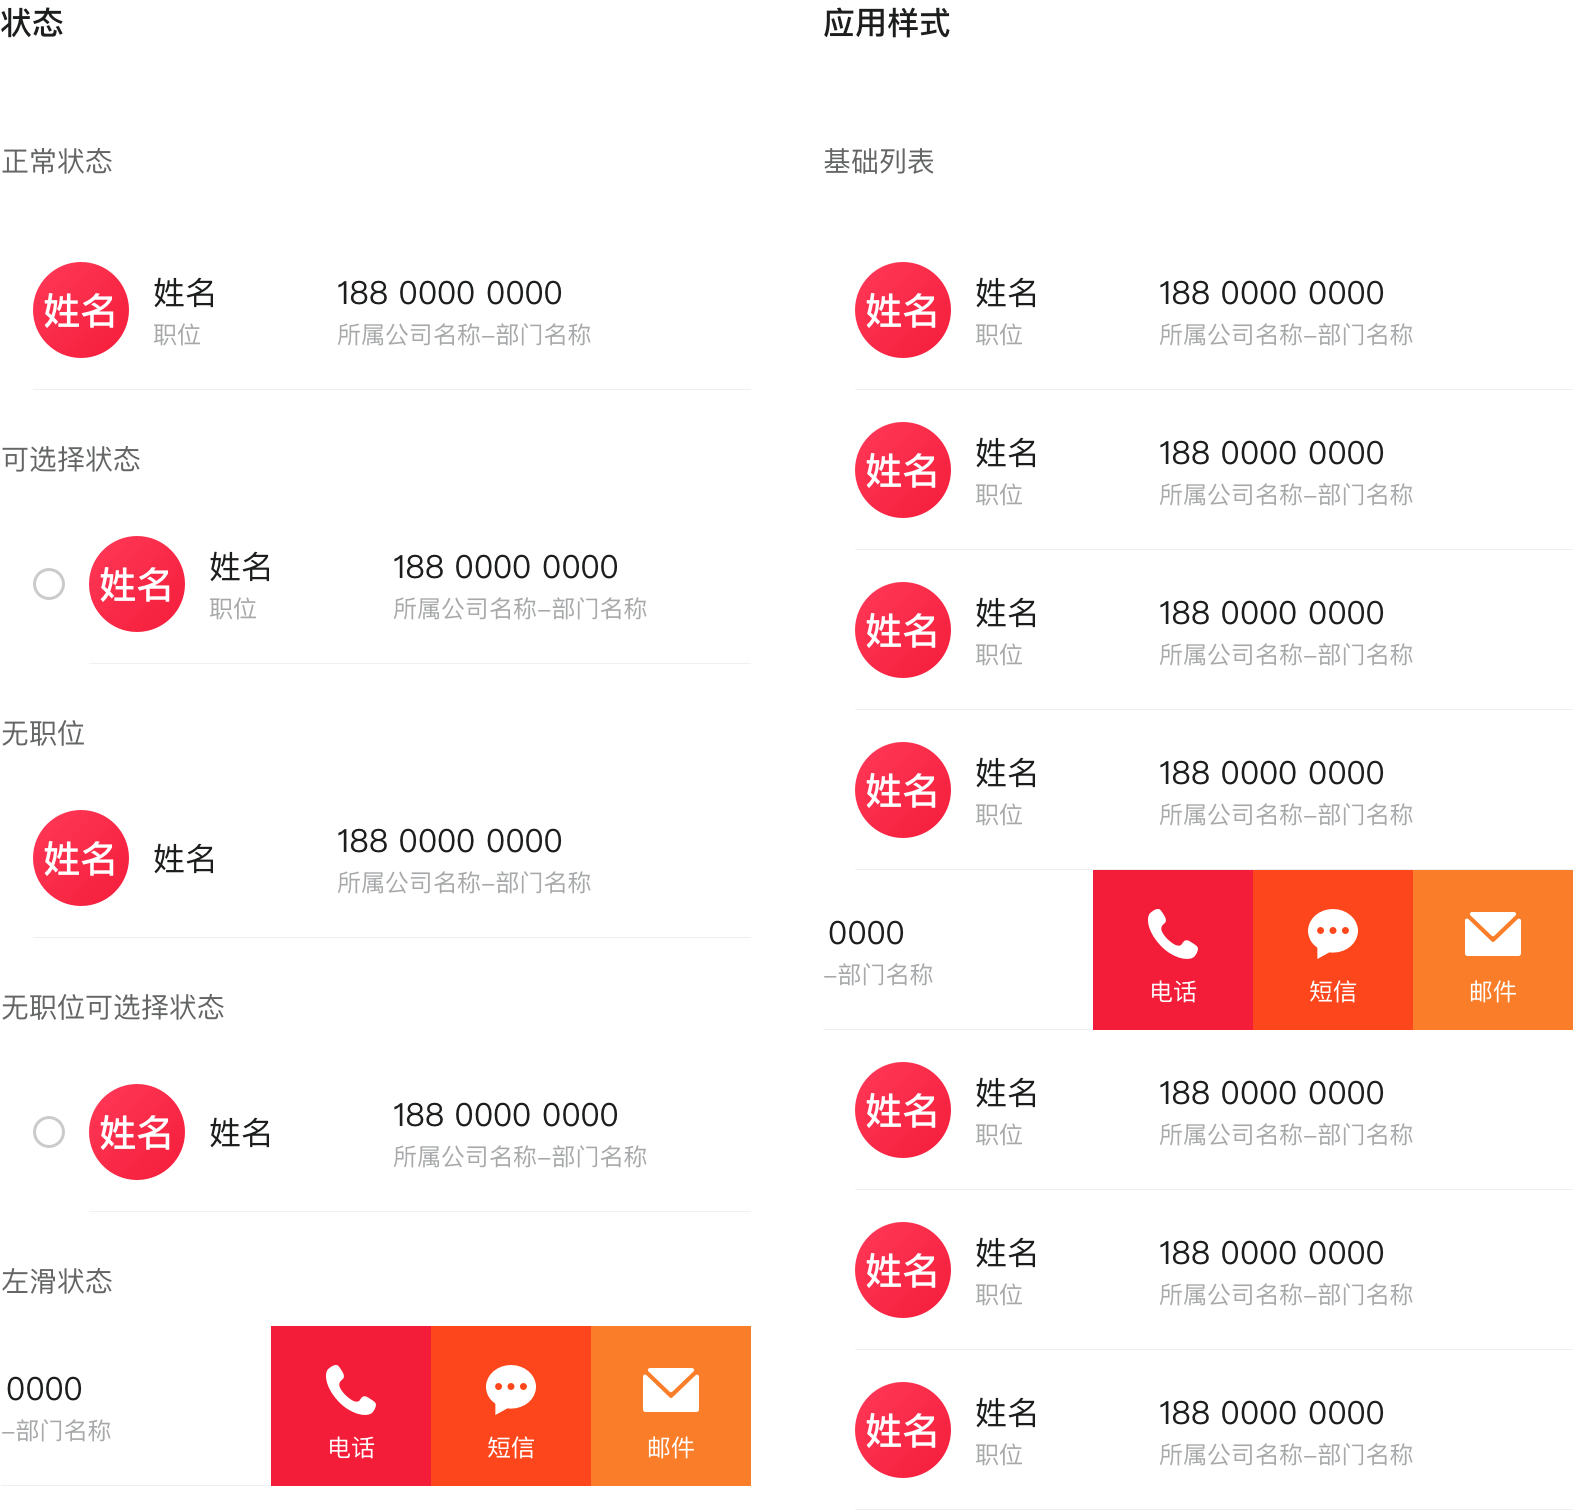 状态
正常状态
姓名
姓名
职位
188 0000 0000
所属公司名称-部门名称
可选择状态
姓名
姓名
职位
188 0000 0000
所属公司名称-部门名称
无职位
姓名
姓名
188 0000 0000
所属公司名称-部门名称
无职位可选择状态
姓名
姓名
188 0000 0000
所属公司名称-部门名称
左滑状态
0000
-部门名称
电话
短信
邮件
应用样式
基础列表
姓名
姓名
职位
188 0000 0000
所属公司名称-部门名称
姓名
姓名
职位
188 0000 0000
所属公司名称-部门名称
姓名
姓名
职位
188 0000 0000
所属公司名称-部门名称
姓名
姓名
职位
188 0000 0000
所属公司名称-部门名称
0000
-部门名称
电话
短信
邮件
姓名
姓名
职位
188 0000 0000
所属公司名称-部门名称
姓名
姓名
职位
188 0000 0000
所属公司名称-部门名称
姓名
姓名
职位
188 0000 0000
所属公司名称-部门名称